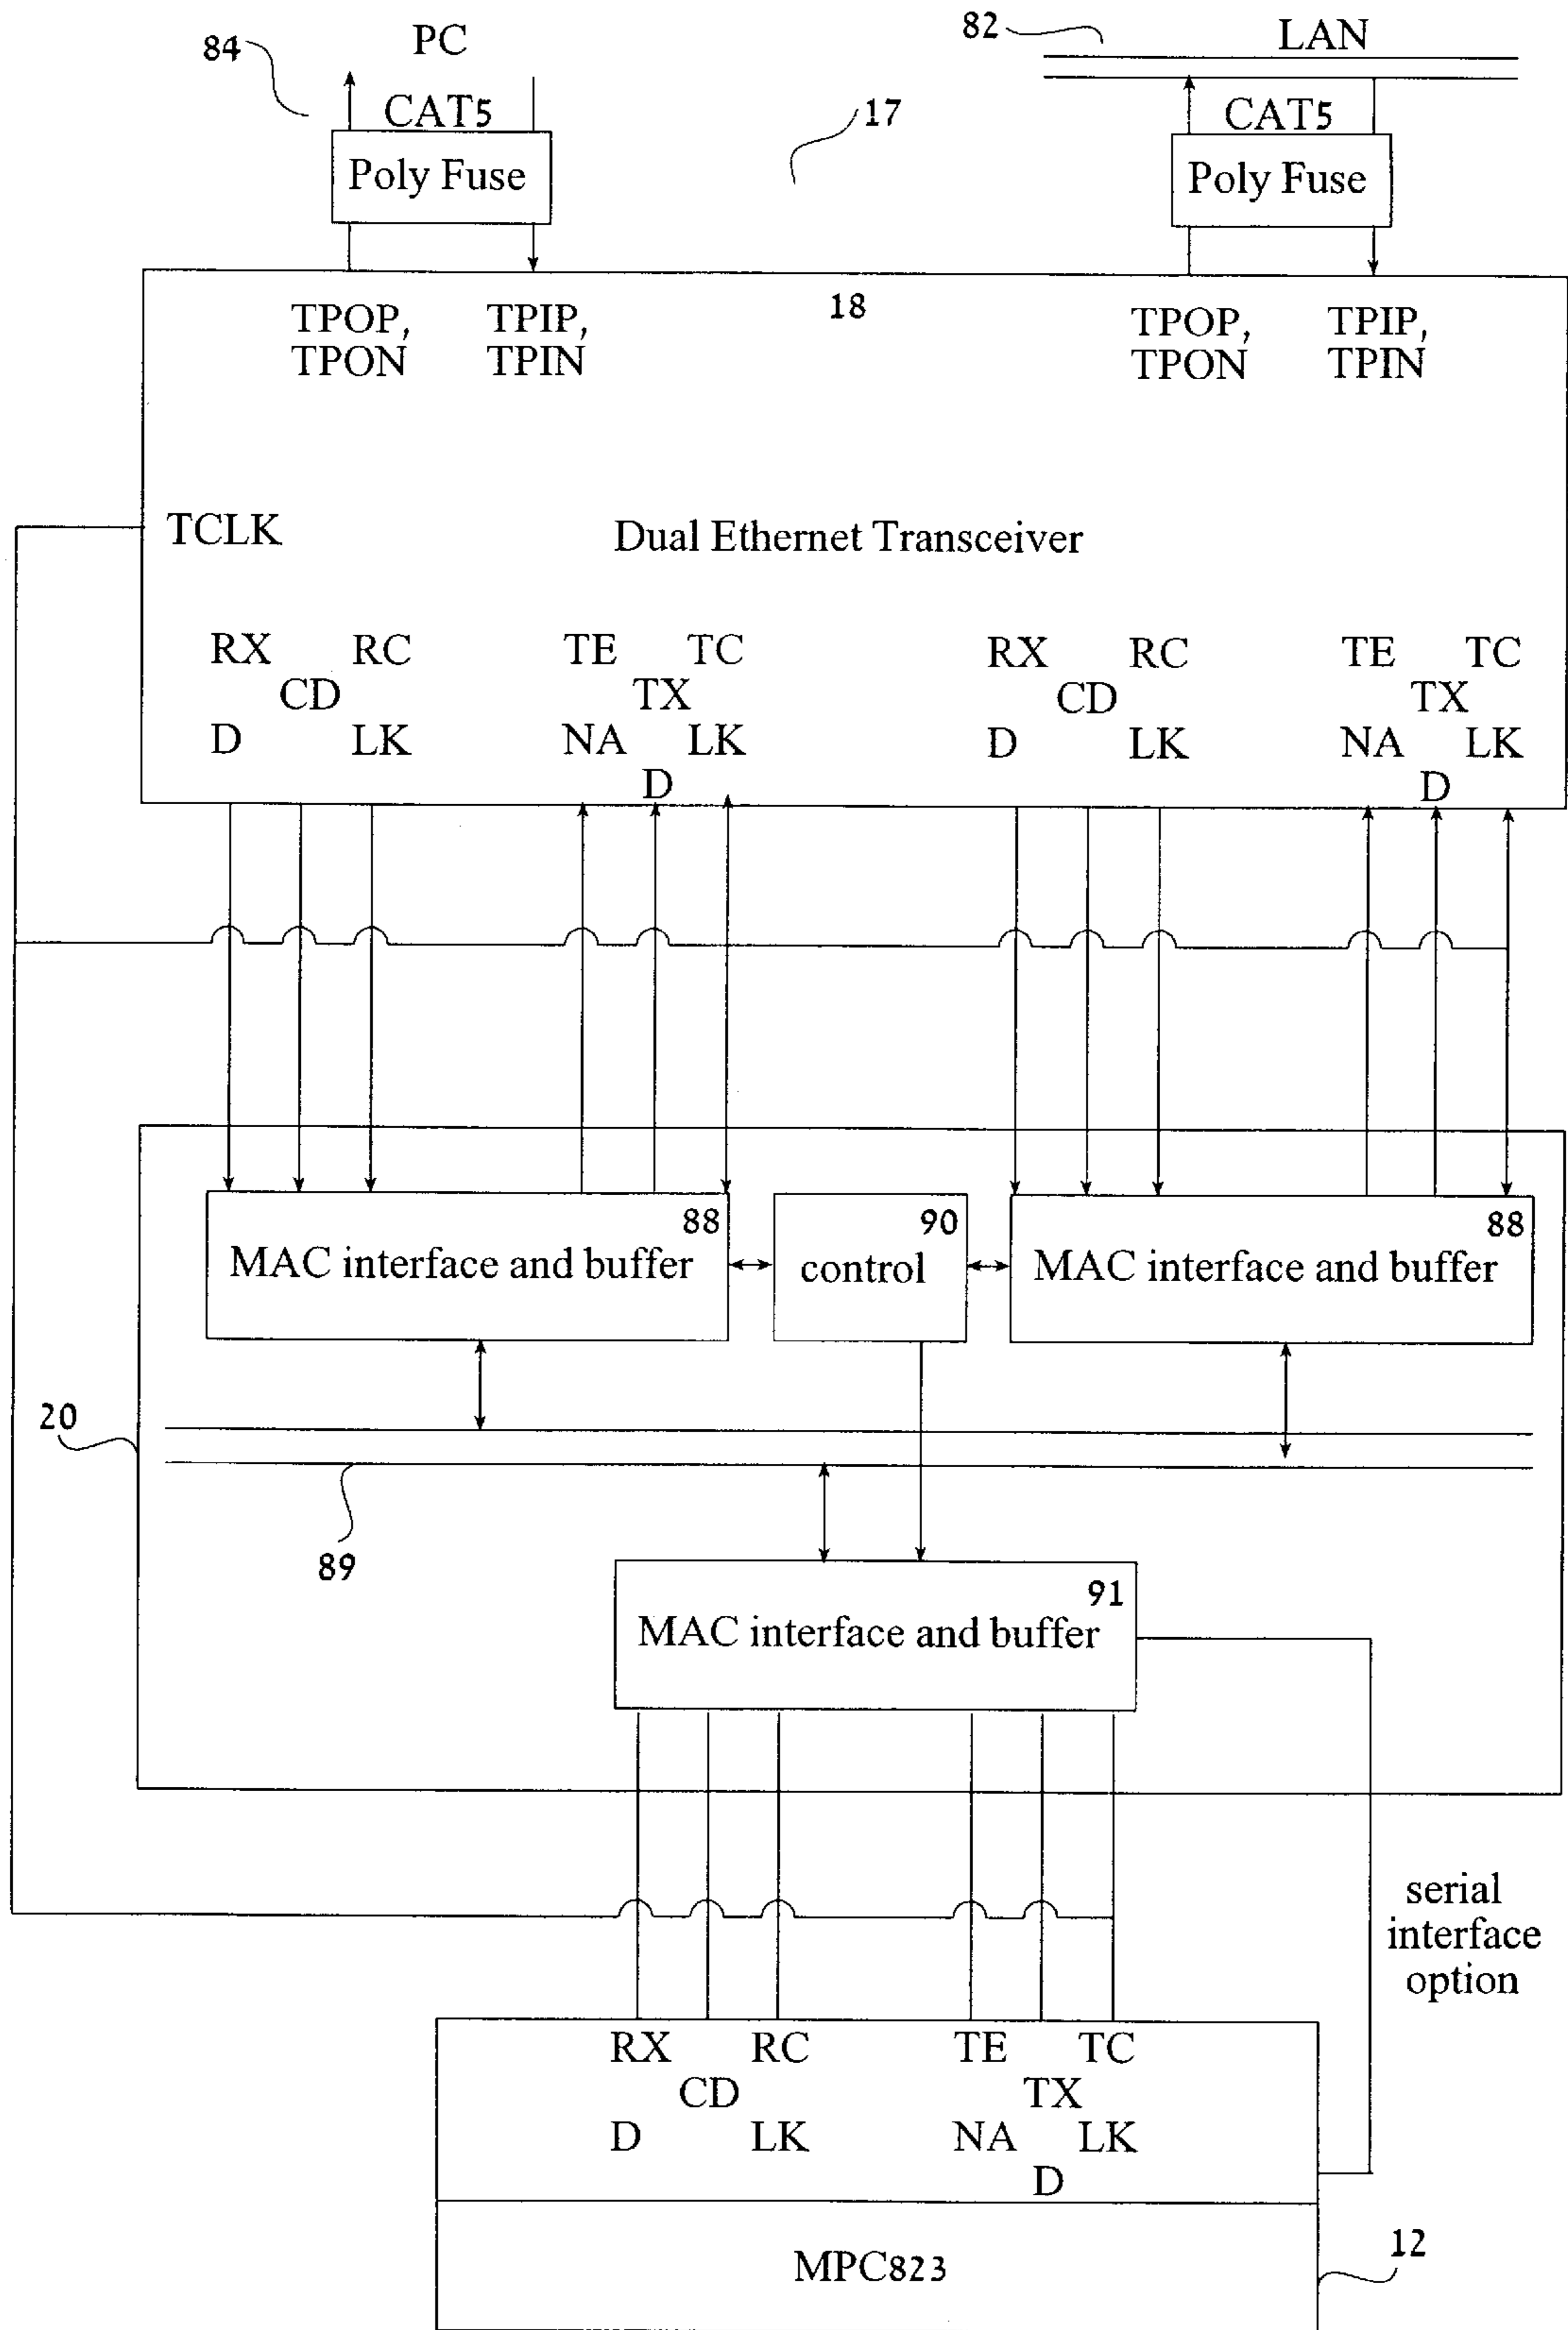 84 PC 82 LAN
CAT5 17 CAT5
Poly Fuse Poly Fuse
18
TPOP, TPIP, TPOP, TPIP,
TPON TPIN TPON TPIN
TCLK Dual Ethernet Transceiver
RX RC TE TC RX RC TE TC
CD TX CD TX
D LK NA LK D LK NA LK
D D
88 90 88
MAC interface and buffer control MAC interface and buffer
20
89
91
MAC interface and buffer
serial
interface
option
RX RC TE TC
CD TX
D LK NA LK
D
12
MPC823